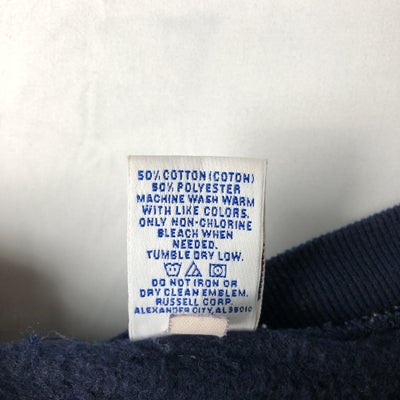 50% COTTON (COTON)
50% POLYESTER
MACHINE WASH WARM
WITH LIKE COLORS.
ONLY NON-CHLORINE
BLEACH WHEN
NEEDED.
TUMBLE DRY LOW.
DO NOT IRON OR
DRY CLEAN EMBLEM.
RUSSELL CORP.
ALEXANDER CITY, AL 35010